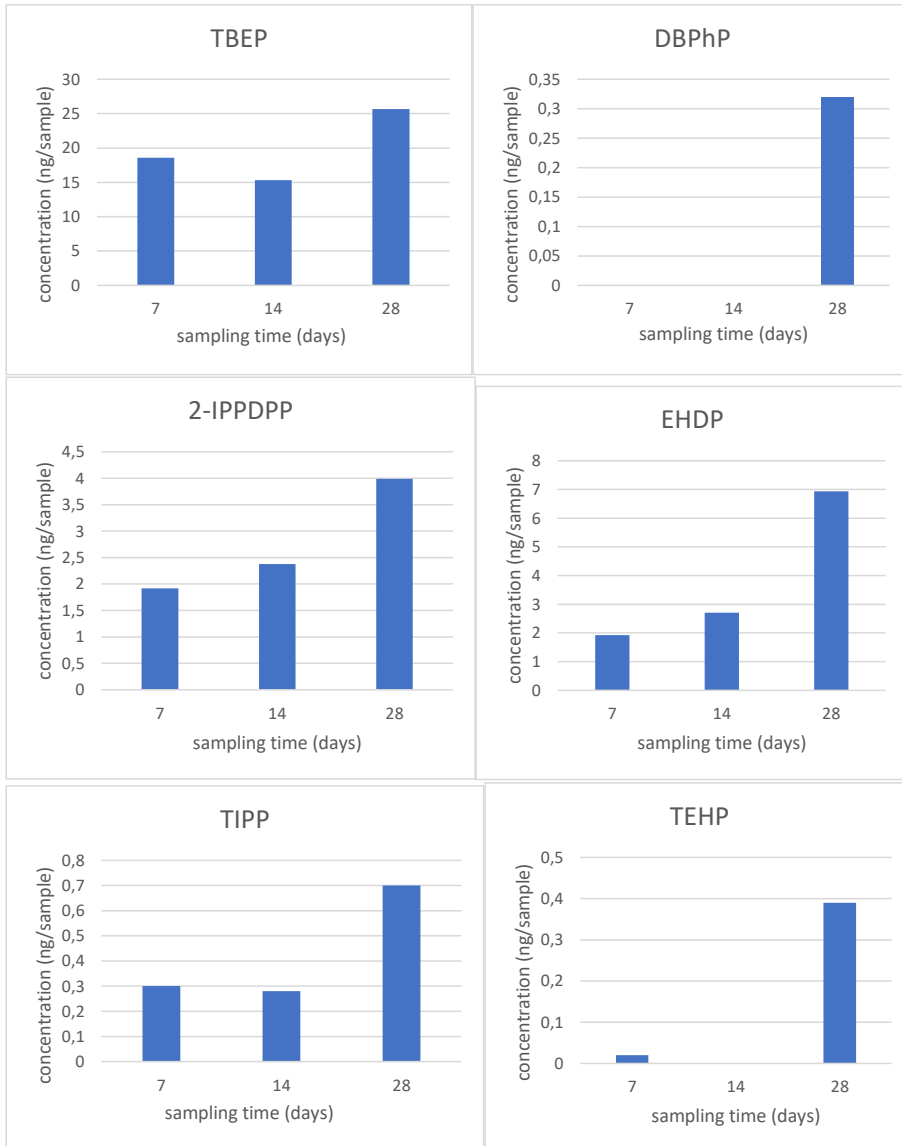 TBEP
concentration (ng/sample)
30
25
20
15
10
5
0
7 14 28
sampling time (days)
DBPhP
concentration (ng/sample)
0,35
0,3
0,25
0,2
0,15
0,1
0,05
0
7 14 28
sampling time (days)
2-IPPDPP
concentration (ng/sample)
4,5
4
3,5
3
2,5
2
1,5
1
0,5
0
7 14 28
sampling time (days)
EHDP
concentration (ng/sample)
8
7
6
5
4
3
2
1
0
7 14 28
sampling time (days)
TIPP
concentration (ng/sample)
0,8
0,7
0,6
0,5
0,4
0,3
0,2
0,1
0
7 14 28
sampling time (days)
TEHP
concentration (ng/sample)
0,5
0,4
0,3
0,2
0,1
0
7 14 28
sampling time (days)